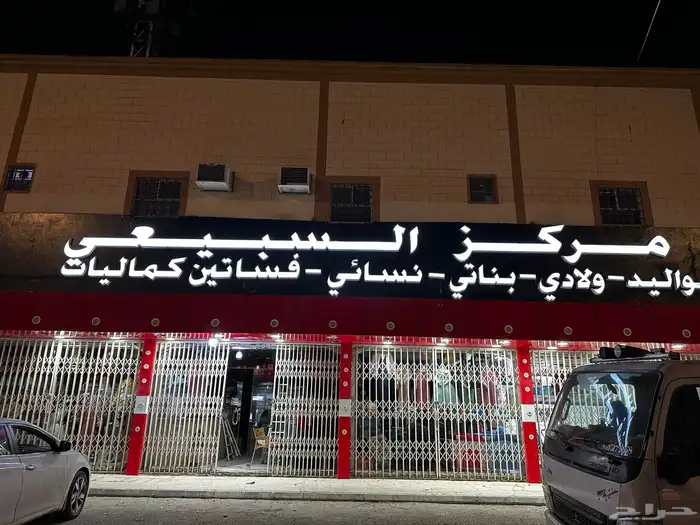 مركز السبيعي
مواليد - ولادي - بناتي - نسائي - فساتين كماليات
حراج